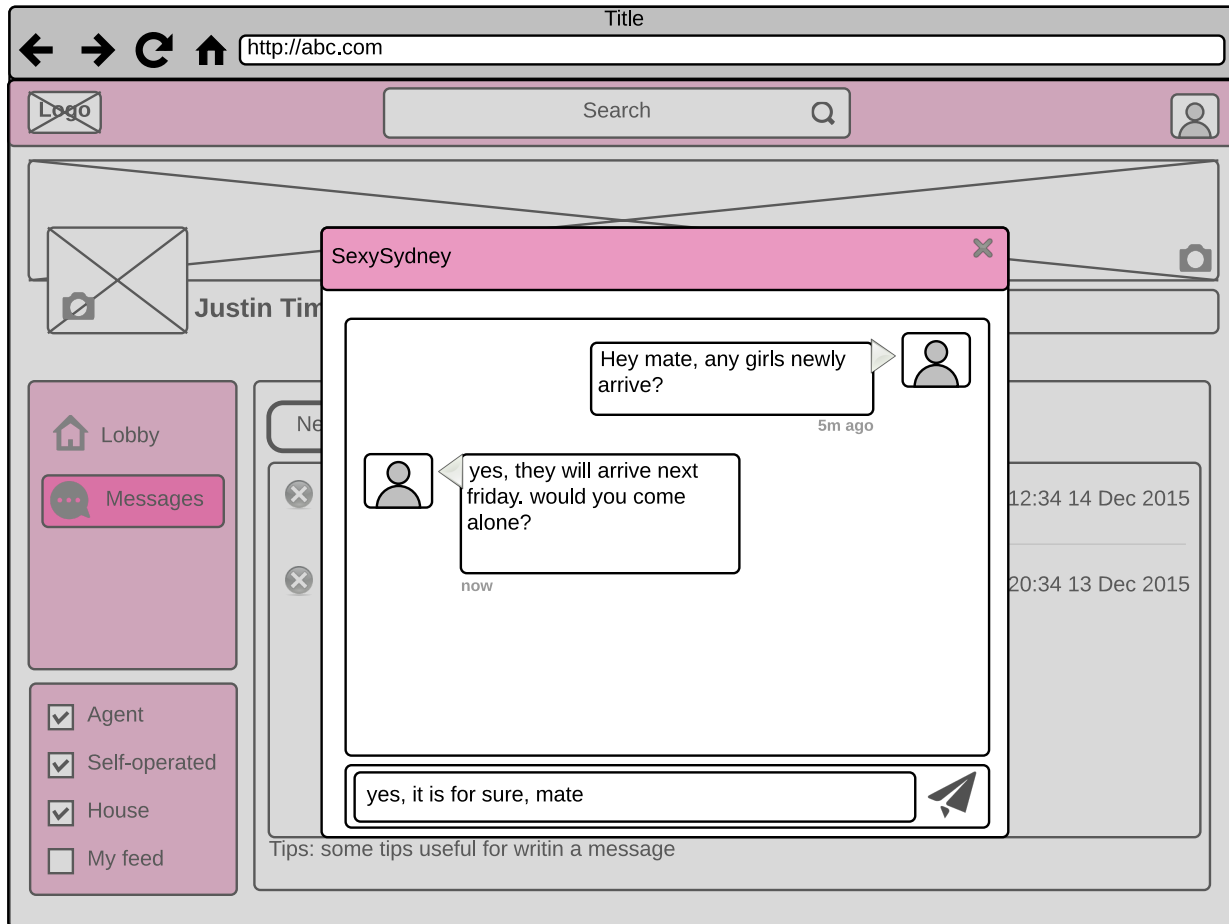 Title
http://abc.com
Logo
Search
SexySydney
Justin Tim
Hey mate, any girls newly
arrive?
5m ago
Lobby
Ne
yes, they will arrive next
friday. would you come
alone?
Messages
12:34 14 Dec 2015
now
20:34 13 Dec 2015
Agent
Self-operated
House
yes, it is for sure, mate
My feed
Tips: some tips useful for writin a message